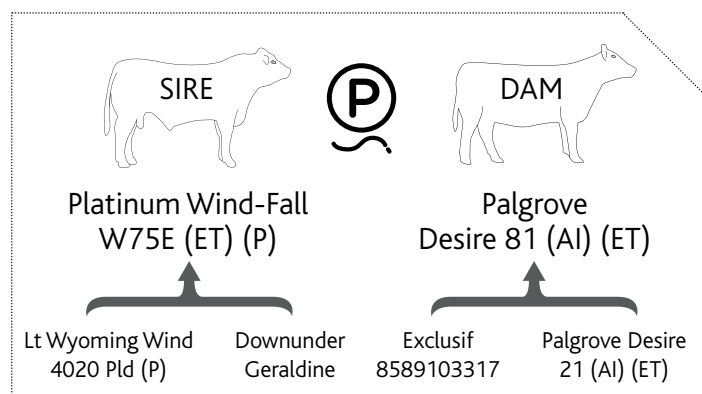 SIRE
P
DAM
Platinum Wind-Fall
W75E (ET) (P)
Palgrove
Desire 81 (AI) (ET)
Lt Wyoming Wind
4020 Pld (P)
Downunder
Geraldine
Exclusif
8589103317
Palgrove Desire
21 (AI) (ET)